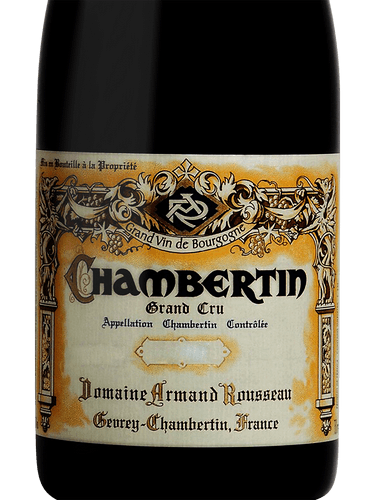 Mis en Bouteille à la Propriété
Grand Vin de Bourgogne
Chambertin
Grand Cru
Appellation Chambertin Contrôlée
Domaine Armand Rousseau
Gevrey-Chambertin, France